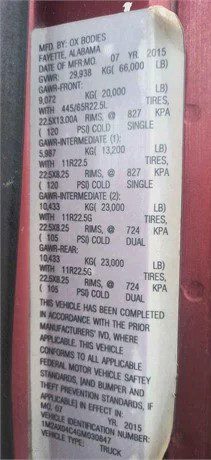 MFD. BY: OX BODIES
FAYETTE, ALABAMA
DATE OF MFR.MO. 07 YR. 2015
GVWR: 29,938 KG( 66,000 LB)
GAWR-FRONT:
9,072 KG( 20,000 LB)
WITH 445/65R22.5L TIRES,
22.5X13.00A RIMS, @ 827 KPA
( 120 PSI) COLD SINGLE
GAWR-INTERMEDIATE (1):
5,987 KG( 13,200 LB)
WITH 11R22.5 TIRES,
22.5X8.25 RIMS, @ 827 KPA
( 120 PSI) COLD SINGLE
GAWR-INTERMEDIATE (2):
10,433 KG( 23,000 LB)
WITH 11R22.5G TIRES,
22.5X8.25 RIMS, @ 724 KPA
( 105 PSI) COLD DUAL
GAWR-REAR:
10,433 KG( 23,000 LB)
WITH 11R22.5G TIRES,
22.5X8.25 RIMS, @ 724 KPA
( 105 PSI) COLD DUAL
THIS VEHICLE HAS BEEN COMPLETED
IN ACCORDANCE WITH THE PRIOR
MANUFACTURERS' IVD, WHERE
APPLICABLE. THIS VEHICLE
CONFORMS TO ALL APPLICABLE
FEDERAL MOTOR VEHICLE SAFTEY
STANDARDS, [AND BUMPER AND
THEFT PREVENTION STANDARDS, IF
APPLICABLE] IN EFFECT IN:
MO. 07 YR. 2015
VEHICLE IDENTIFICATION NUMBER:
1M2AX04C4GM030847
VEHICLE TYPE: TRUCK